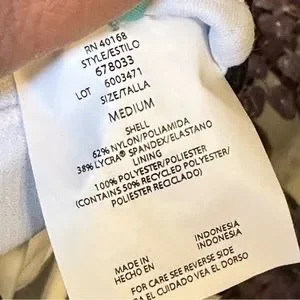 RN 40168
STYLE/ESTILO
678033
LOT 6003471
SIZE/TALLA
MEDIUM
SHELL
62% NYLON/POLIAMIDA
38% LYCRA® SPANDEX/ELASTANO
LINING
100% POLYESTER/POLIESTER
(CONTAINS 50% RECYCLED POLYESTER/
POLIESTER RECICLADO)
MADE IN INDONESIA
HECHO EN INDONESIA
FOR CARE SEE REVERSE SIDE
EL CUIDADO VEA EL DORSO